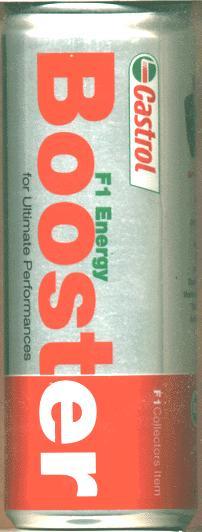 Castrol
F1 Energy
Booster
for Ultimate Performances
F1 Collectors Item